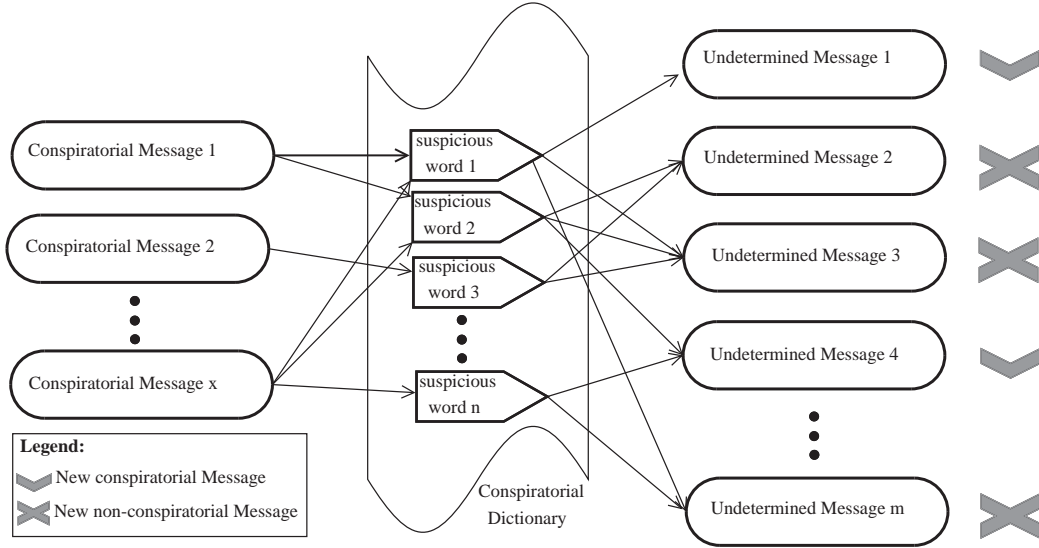 Conspiratorial Message 1
Conspiratorial Message 2
Conspiratorial Message x
suspicious
word 1
suspicious
word 2
suspicious
word 3
suspicious
word n
Conspiratorial
Dictionary
Undetermined Message 1
Undetermined Message 2
Undetermined Message 3
Undetermined Message 4
Undetermined Message m
Legend:
New conspiratorial Message
New non-conspiratorial Message